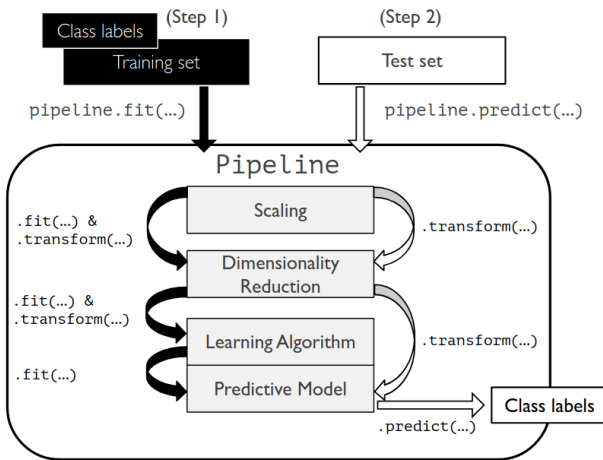 (Step 1)
(Step 2)
Class labels
Training set
Test set
pipeline.fit(...)
pipeline.predict(...)
Pipeline
Scaling
.fit(...) &
.transform(...)
.transform(...)
Dimensionality
Reduction
.fit(...) &
.transform(...)
Learning Algorithm
.transform(...)
.fit(...)
Predictive Model
Class labels
.predict(...)